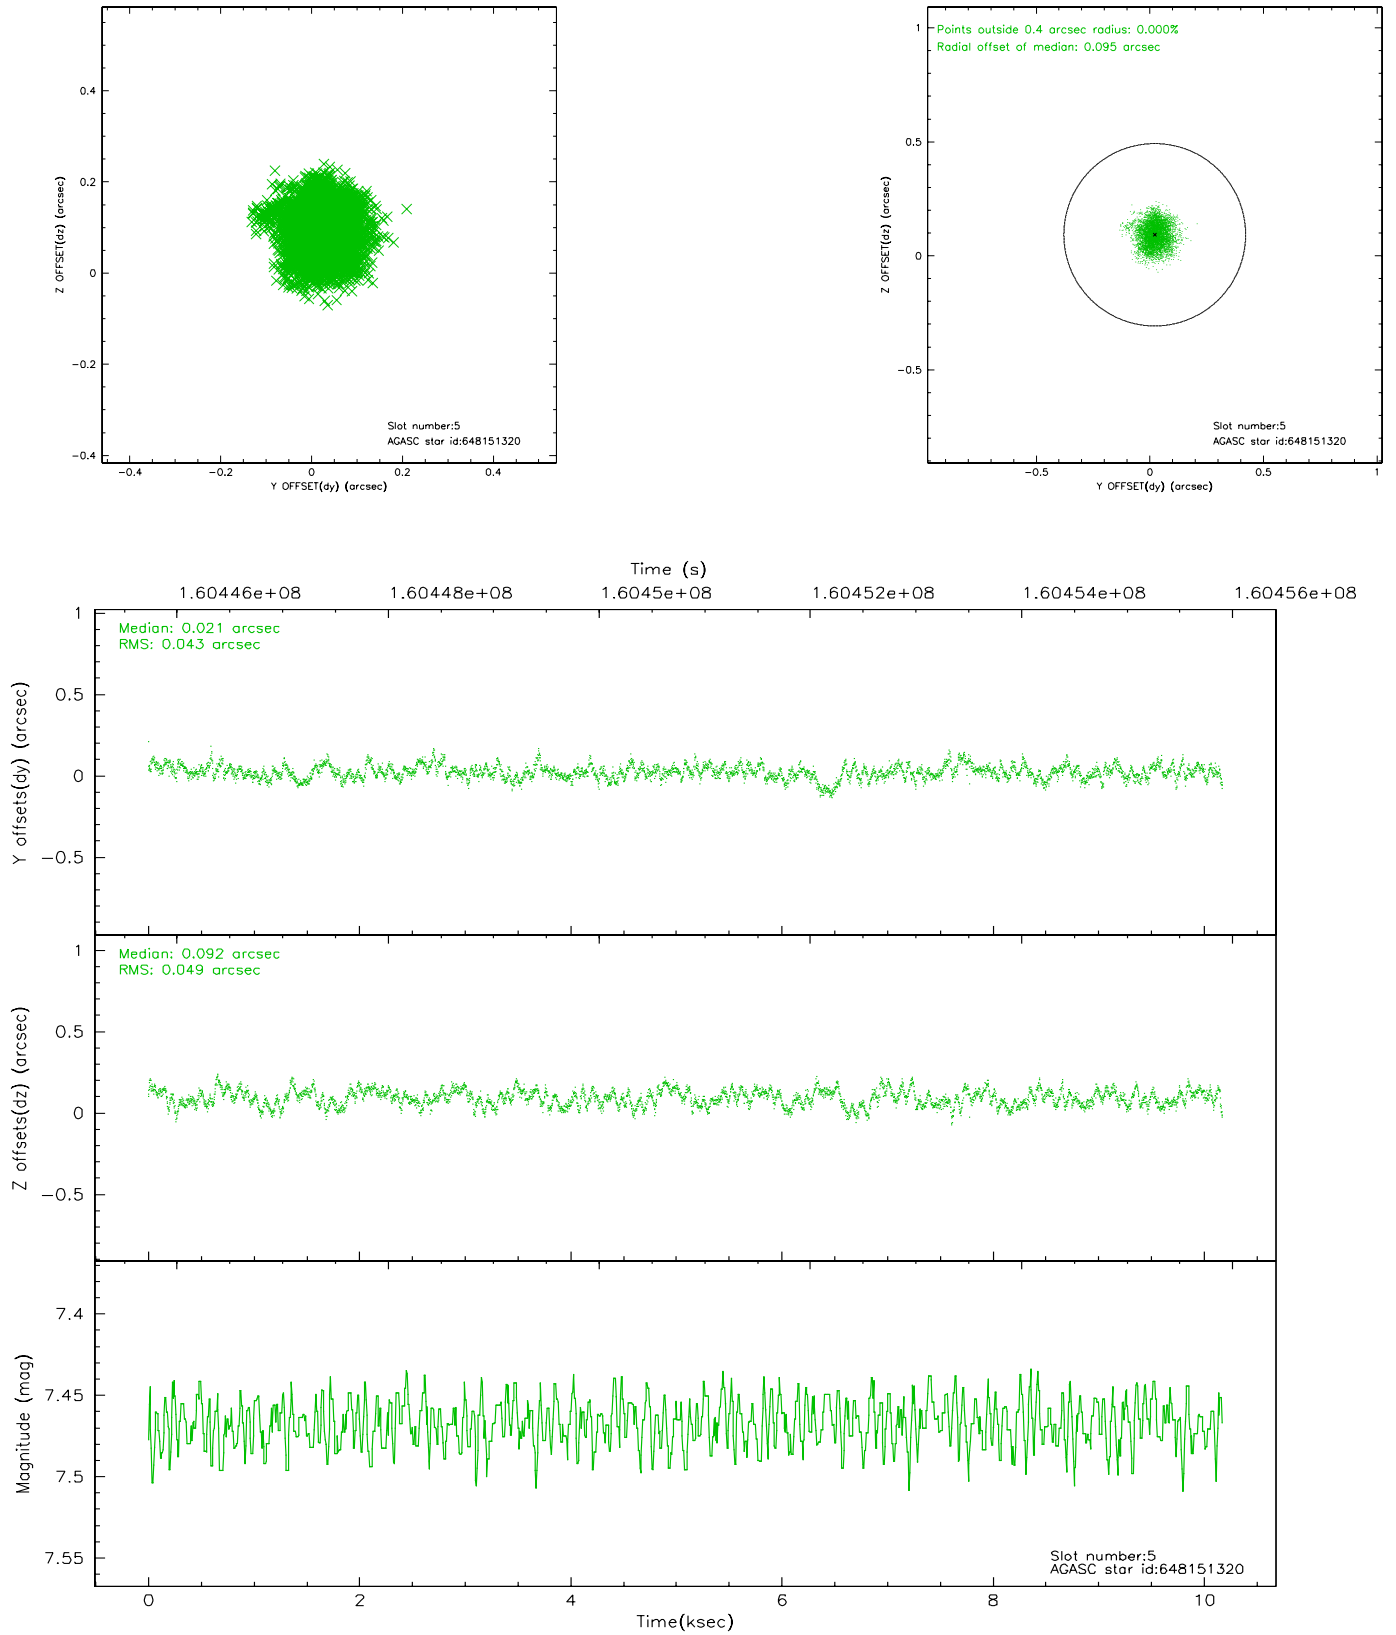 0.4
0.2
0
-0.2
-0.4
-0.4
-0.2
0
0.2
0.4
Z OFFSET(dz) (arcsec)
Y OFFSET(dy) (arcsec)
Slot number:5
AGASC star id:648151320
Points outside 0.4 arcsec radius: 0.000%
Radial offset of median: 0.095 arcsec
1
0.5
0
-0.5
-0.5
0
0.5
1
Z OFFSET(dz) (arcsec)
Y OFFSET(dy) (arcsec)
Slot number:5
AGASC star id:648151320
Time (s)
1.60446e+08
1.60448e+08
1.6045e+08
1.60452e+08
1.60454e+08
1.60456e+08
Median: 0.021 arcsec
RMS: 0.043 arcsec
1
0.5
0
-0.5
Y offsets(dy) (arcsec)
Median: 0.092 arcsec
RMS: 0.049 arcsec
1
0.5
0
-0.5
Z offsets(dz) (arcsec)
7.4
7.45
7.5
7.55
Magnitude (mag)
Slot number:5
AGASC star id:648151320
0
2
4
6
8
10
Time(ksec)